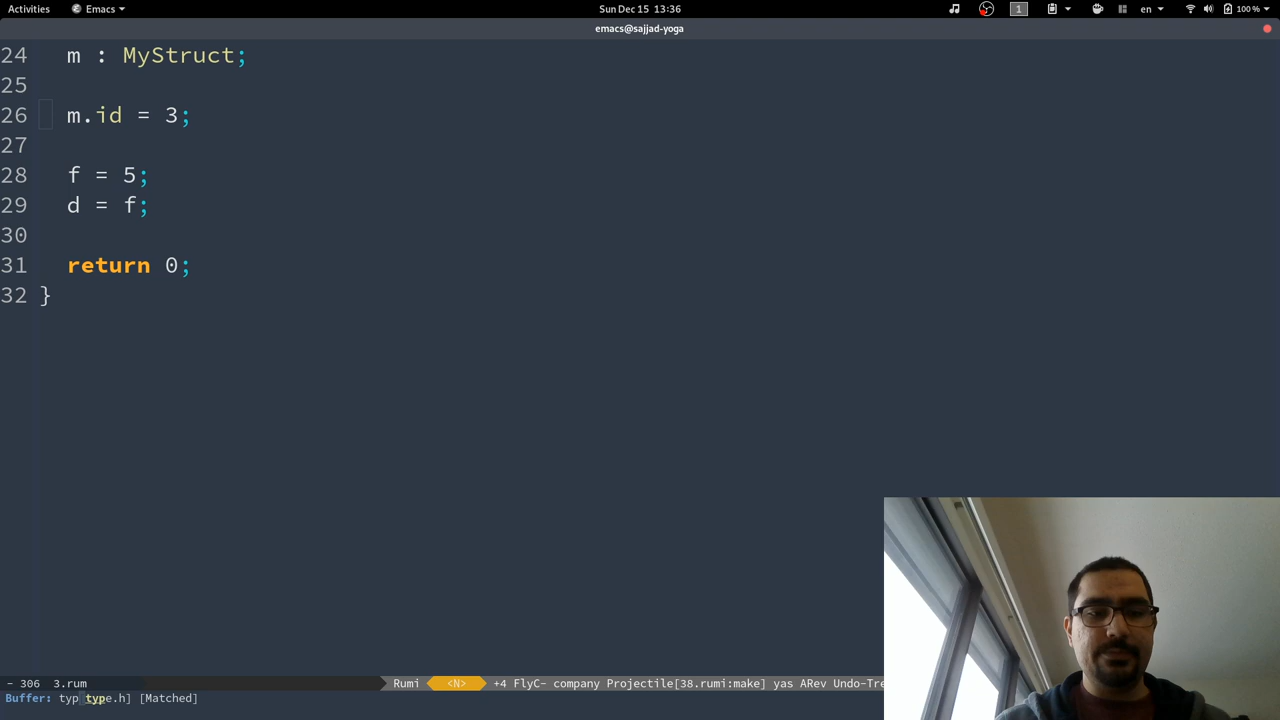 Activities Emacs Sun Dec 15 13:36 1 en 100 %
emacs@sajjad-yoga
24 m : MyStruct;
25
26 m.id = 3;
27
28 f = 5;
29 d = f;
30
31 return 0;
32 }
- 306 3.rum Rumi <N> +4 FlyC- company Projectile[38.rumi:make] yas ARev Undo-Tre
Buffer: typ type.h] [Matched]